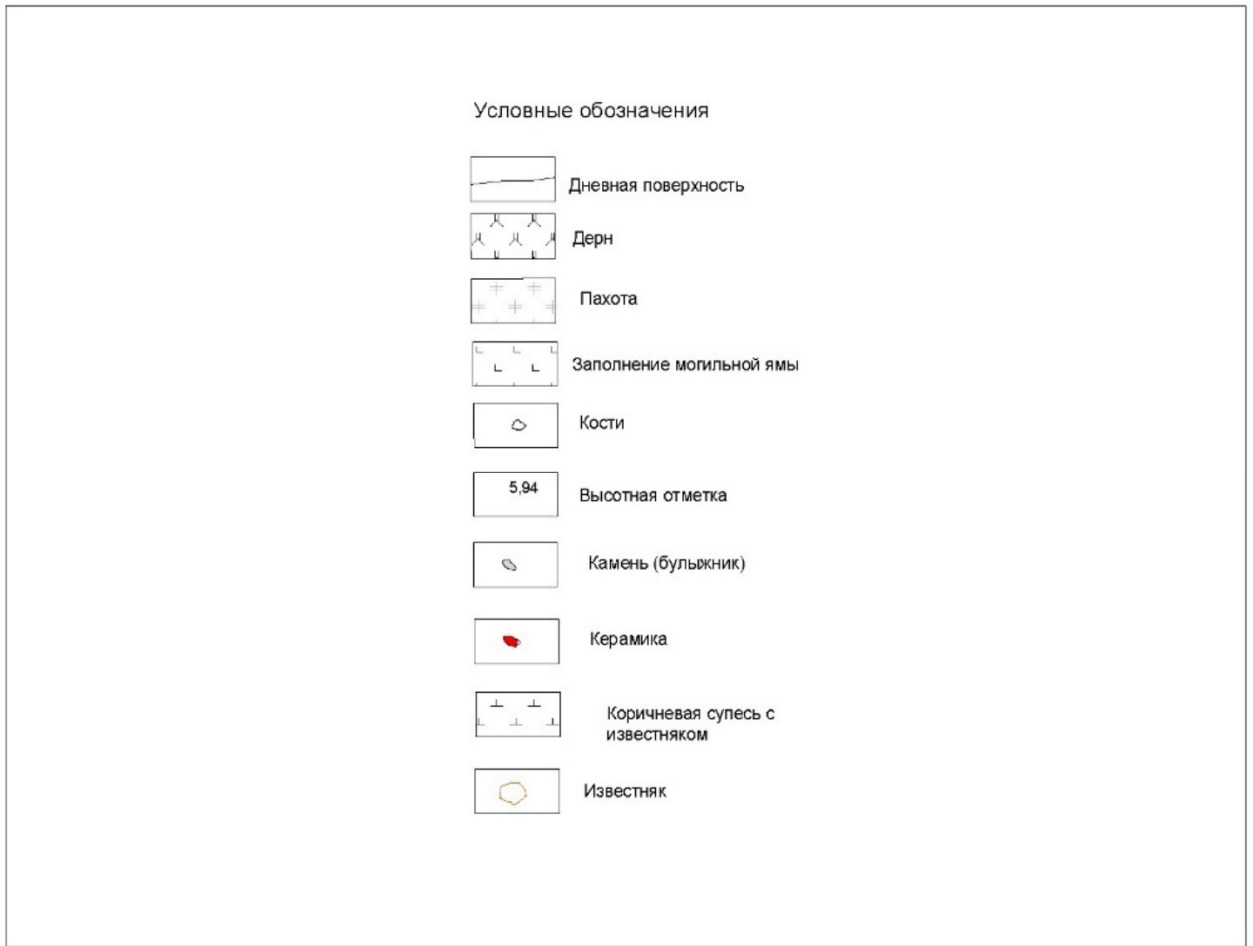 Условные обозначения
Дневная поверхность
Дерн
Пахота
Заполнение могильной ямы
Кости
5,94
Высотная отметка
Камень (булыжник)
Керамика
Коричневая супесь с
известняком
Известняк